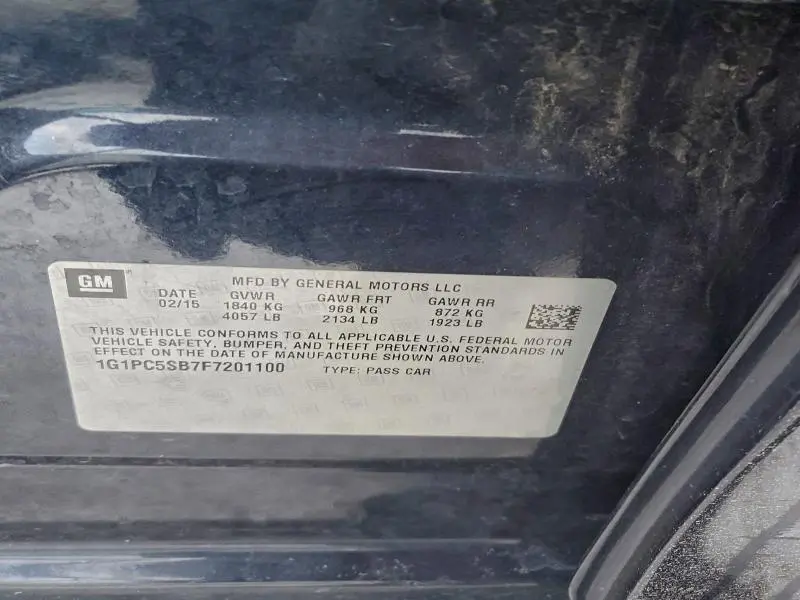 GM
MFD BY GENERAL MOTORS LLC
DATE GVWR GAWR FRT GAWR RR
02/15 1840 KG 968 KG 872 KG
4057 LB 2134 LB 1923 LB
THIS VEHICLE CONFORMS TO ALL APPLICABLE U.S. FEDERAL MOTOR
VEHICLE SAFETY, BUMPER, AND THEFT PREVENTION STANDARDS IN
EFFECT ON THE DATE OF MANUFACTURE SHOWN ABOVE.
1G1PC5SB7F7201100 TYPE: PASS CAR